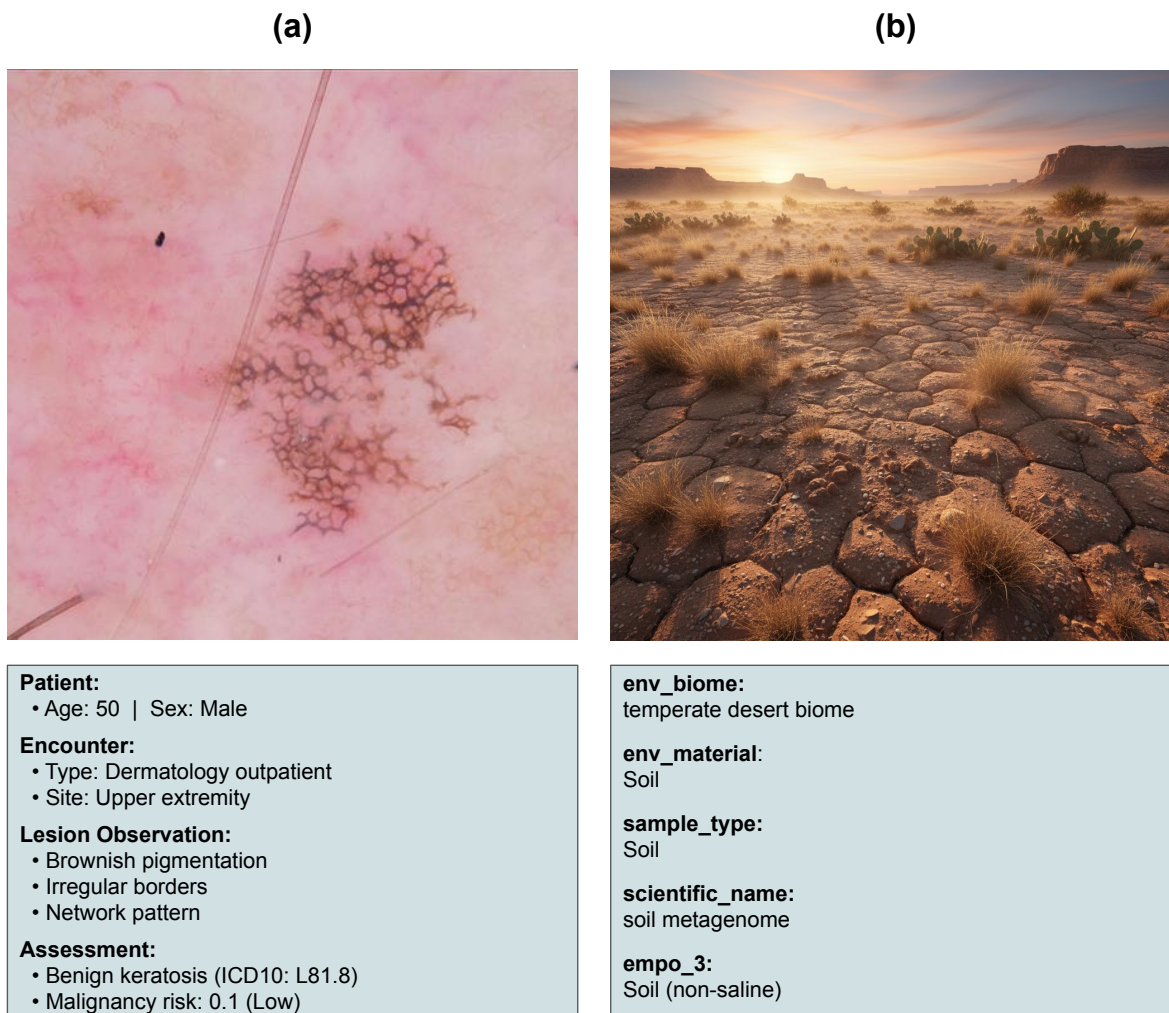 (a)
(b)
Patient:
• Age: 50 | Sex: Male
Encounter:
• Type: Dermatology outpatient
• Site: Upper extremity
Lesion Observation:
• Brownish pigmentation
• Irregular borders
• Network pattern
Assessment:
• Benign keratosis (ICD10: L81.8)
• Malignancy risk: 0.1 (Low)
env_biome:
temperate desert biome
env_material:
Soil
sample_type:
Soil
scientific_name:
soil metagenome
empo_3:
Soil (non-saline)